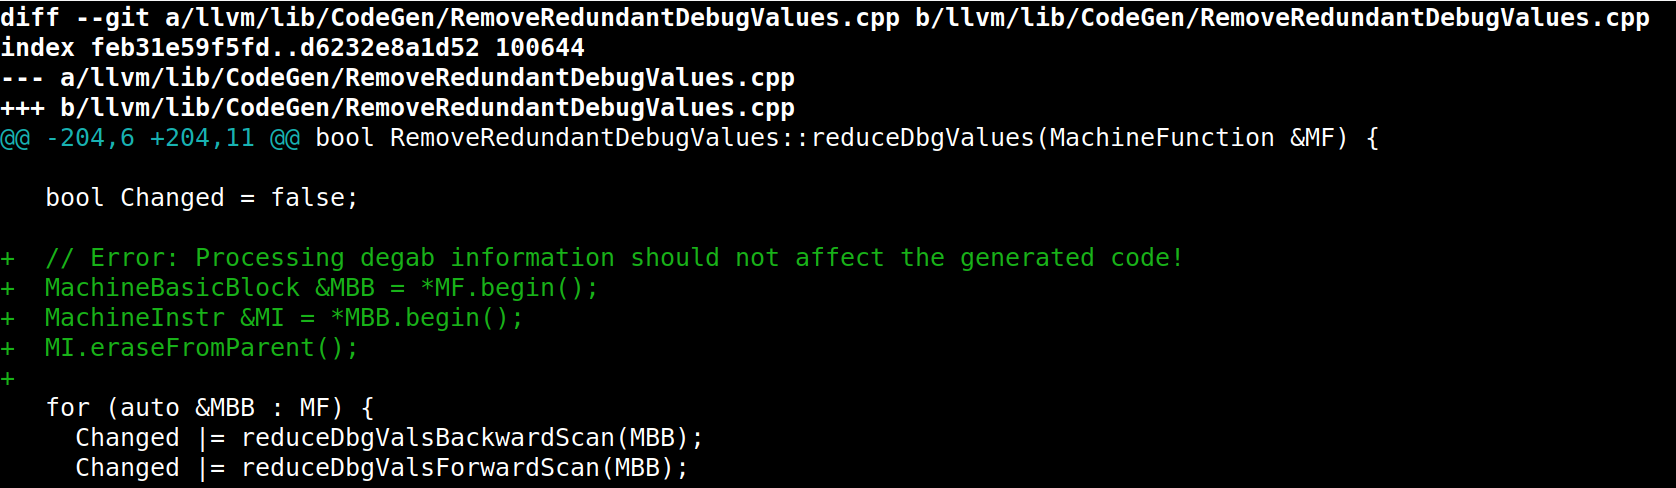 diff --git a/llvm/lib/CodeGen/RemoveRedundantDebugValues.cpp b/llvm/lib/CodeGen/RemoveRedundantDebugValues.cpp
index feb31e59f5fd..d6232e8a1d52 100644
--- a/llvm/lib/CodeGen/RemoveRedundantDebugValues.cpp
+++ b/llvm/lib/CodeGen/RemoveRedundantDebugValues.cpp
@@ -204,6 +204,11 @@ bool RemoveRedundantDebugValues::reduceDbgValues(MachineFunction &MF) {
   bool Changed = false;
+  // Error: Processing degab information should not affect the generated code!
+  MachineBasicBlock &MBB = *MF.begin();
+  MachineInstr &MI = *MBB.begin();
+  MI.eraseFromParent();
+
   for (auto &MBB : MF) {
     Changed |= reduceDbgValsBackwardScan(MBB);
     Changed |= reduceDbgValsForwardScan(MBB);